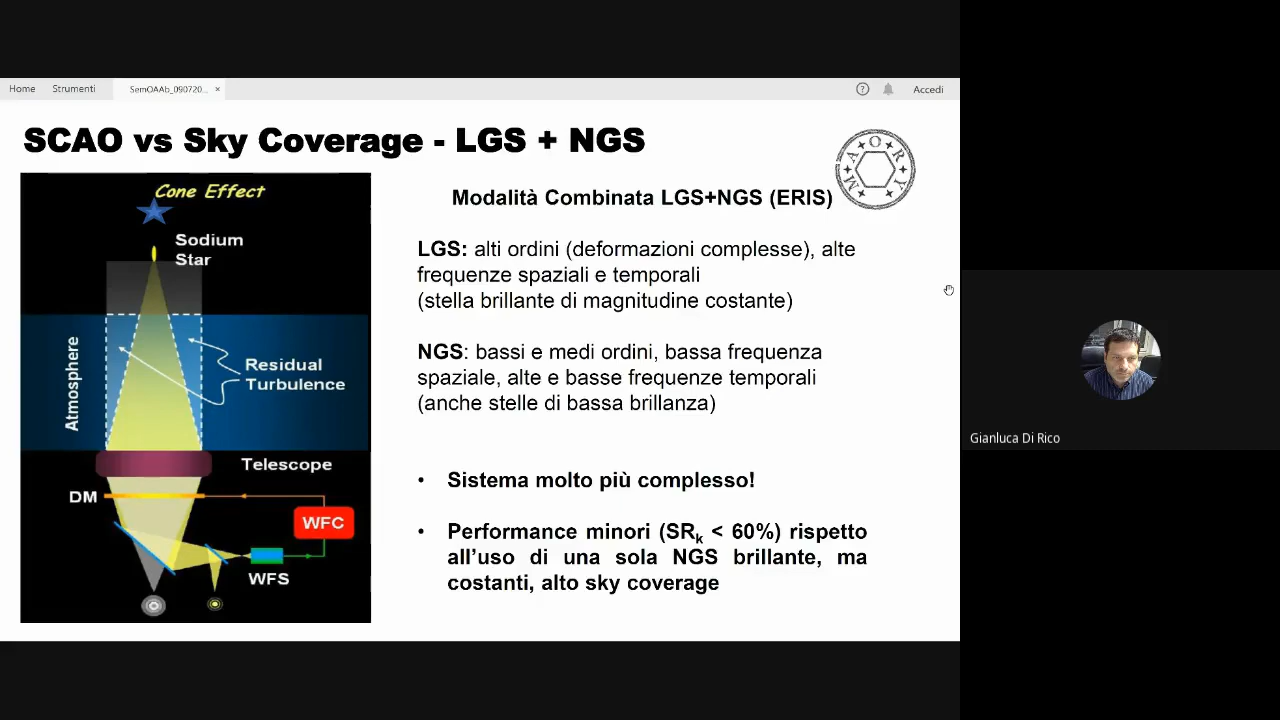 Home Strumenti SemOAAb_090720... × ? Accedi
SCAO vs Sky Coverage - LGS + NGS
MAORY
Cone Effect
Sodium
Star
Atmosphere
Residual
Turbulence
Telescope
DM
WFC
WFS
Modalità Combinata LGS+NGS (ERIS)
LGS: alti ordini (deformazioni complesse), alte
frequenze spaziali e temporali
(stella brillante di magnitudine costante)
NGS: bassi e medi ordini, bassa frequenza
spaziale, alte e basse frequenze temporali
(anche stelle di bassa brillanza)
• Sistema molto più complesso!
• Performance minori (SRk < 60%) rispetto
all'uso di una sola NGS brillante, ma
costanti, alto sky coverage
Gianluca Di Rico